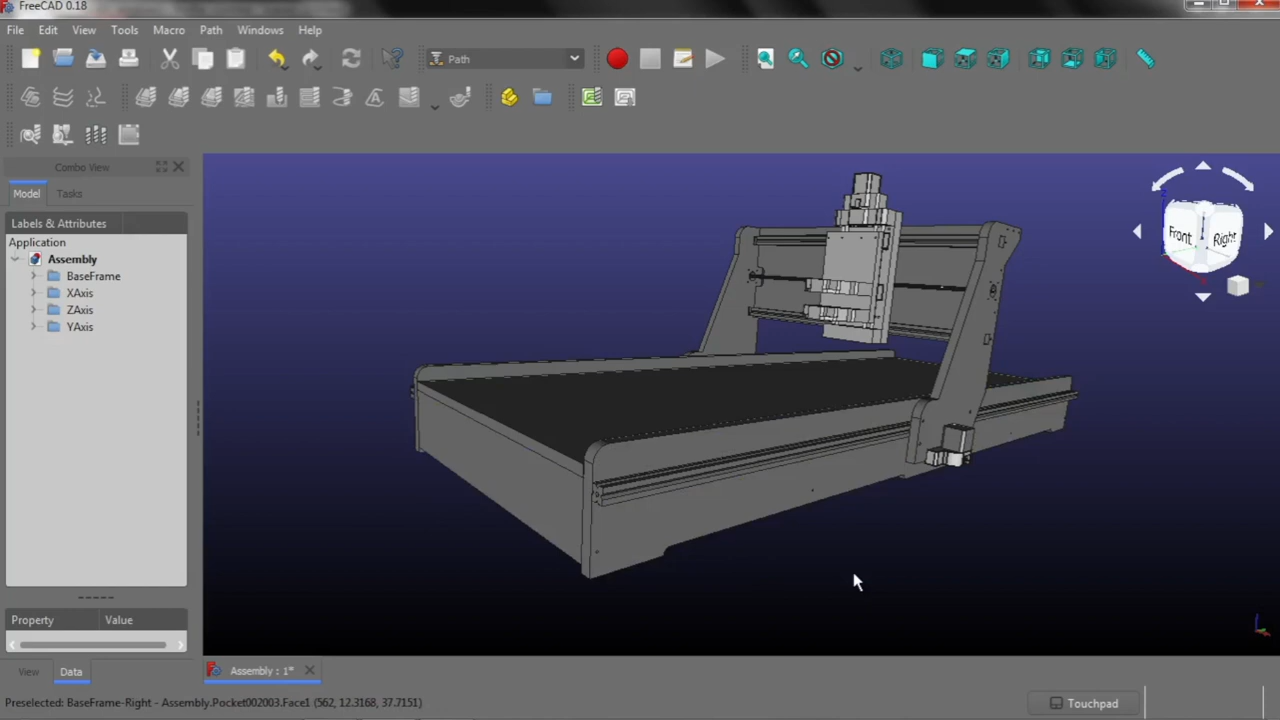 FreeCAD 0.18
File Edit View Tools Macro Path Windows Help
Path
Combo View
Model Tasks
Labels & Attributes
Application
Assembly
BaseFrame
XAxis
ZAxis
YAxis
Front Right
Z
Property Value
View Data
Assembly : 1*
Preselected: BaseFrame-Right - Assembly.Pocket002003.Face1 (562, 12.3168, 37.7151)
Touchpad